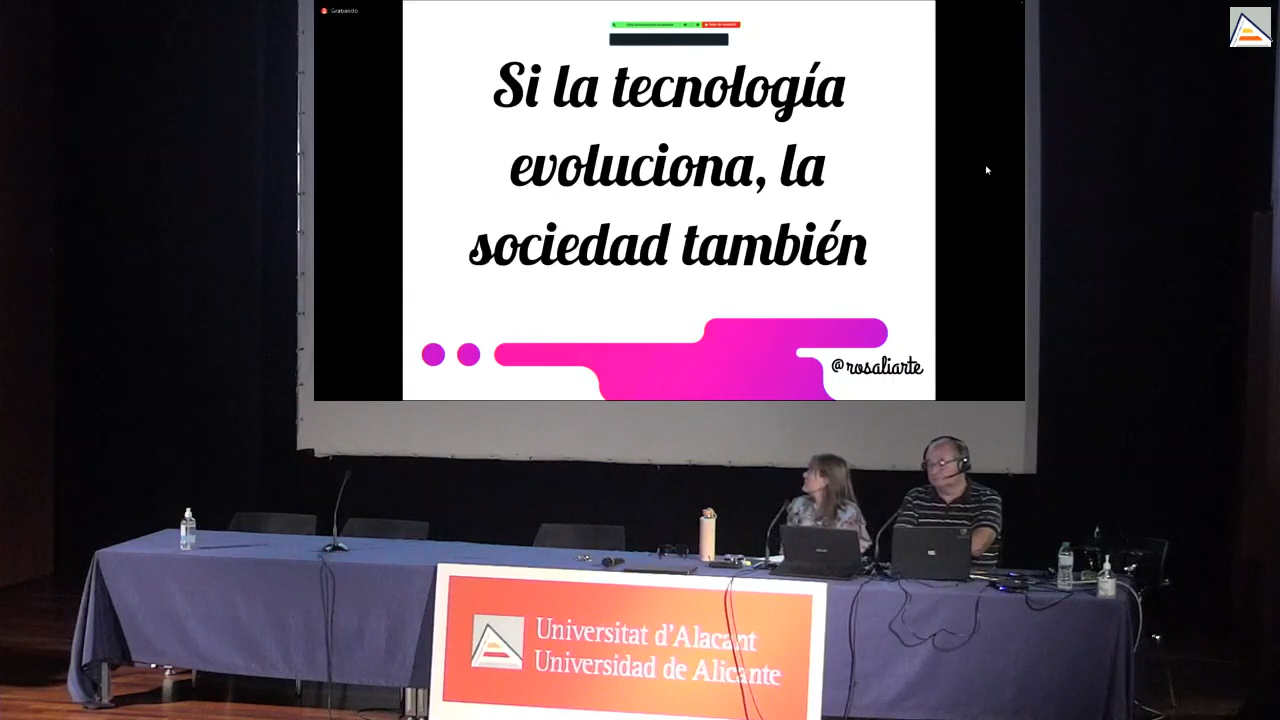 Grabando
Si la tecnología
evoluciona, la
sociedad también
@rosaliarte
Universitat d'Alacant
Universidad de Alicante